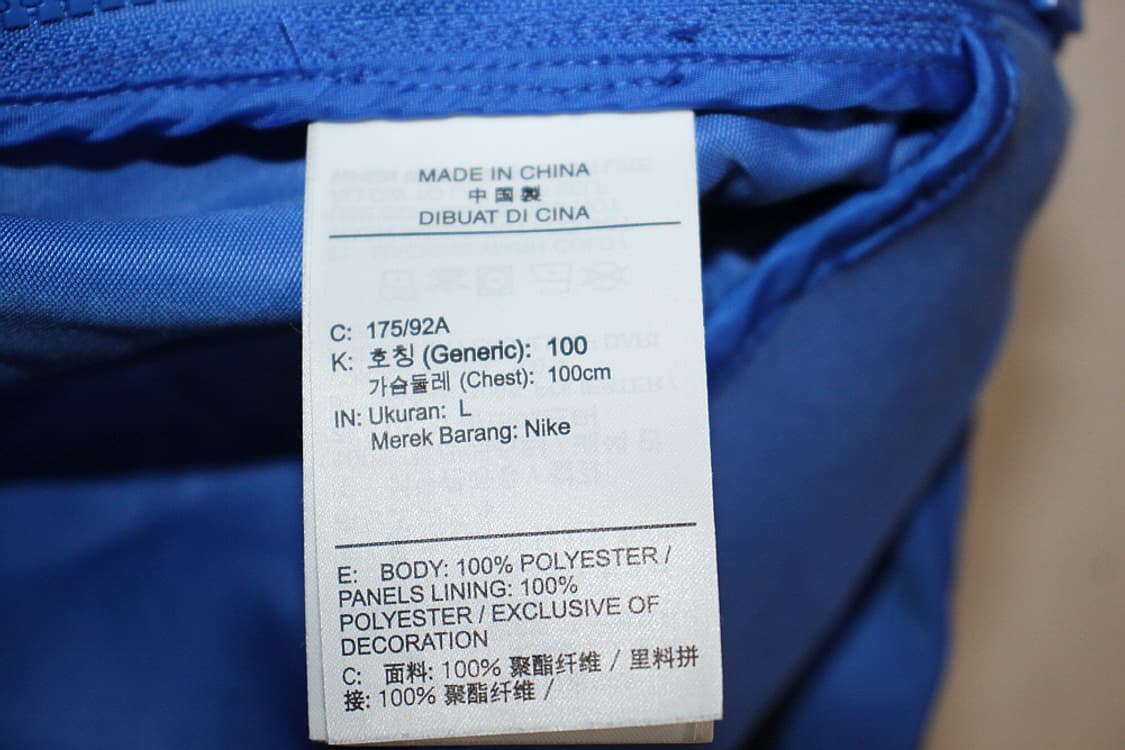 MADE IN CHINA
中国製
DIBUAT DI CINA
C: 175/92A
K: 호칭 (Generic): 100
가슴둘레 (Chest): 100cm
IN: Ukuran: L
Merek Barang: Nike
E: BODY: 100% POLYESTER /
PANELS LINING: 100%
POLYESTER / EXCLUSIVE OF
DECORATION
C: 面料: 100% 聚酯纤维 / 里料拼
接: 100% 聚酯纤维 /